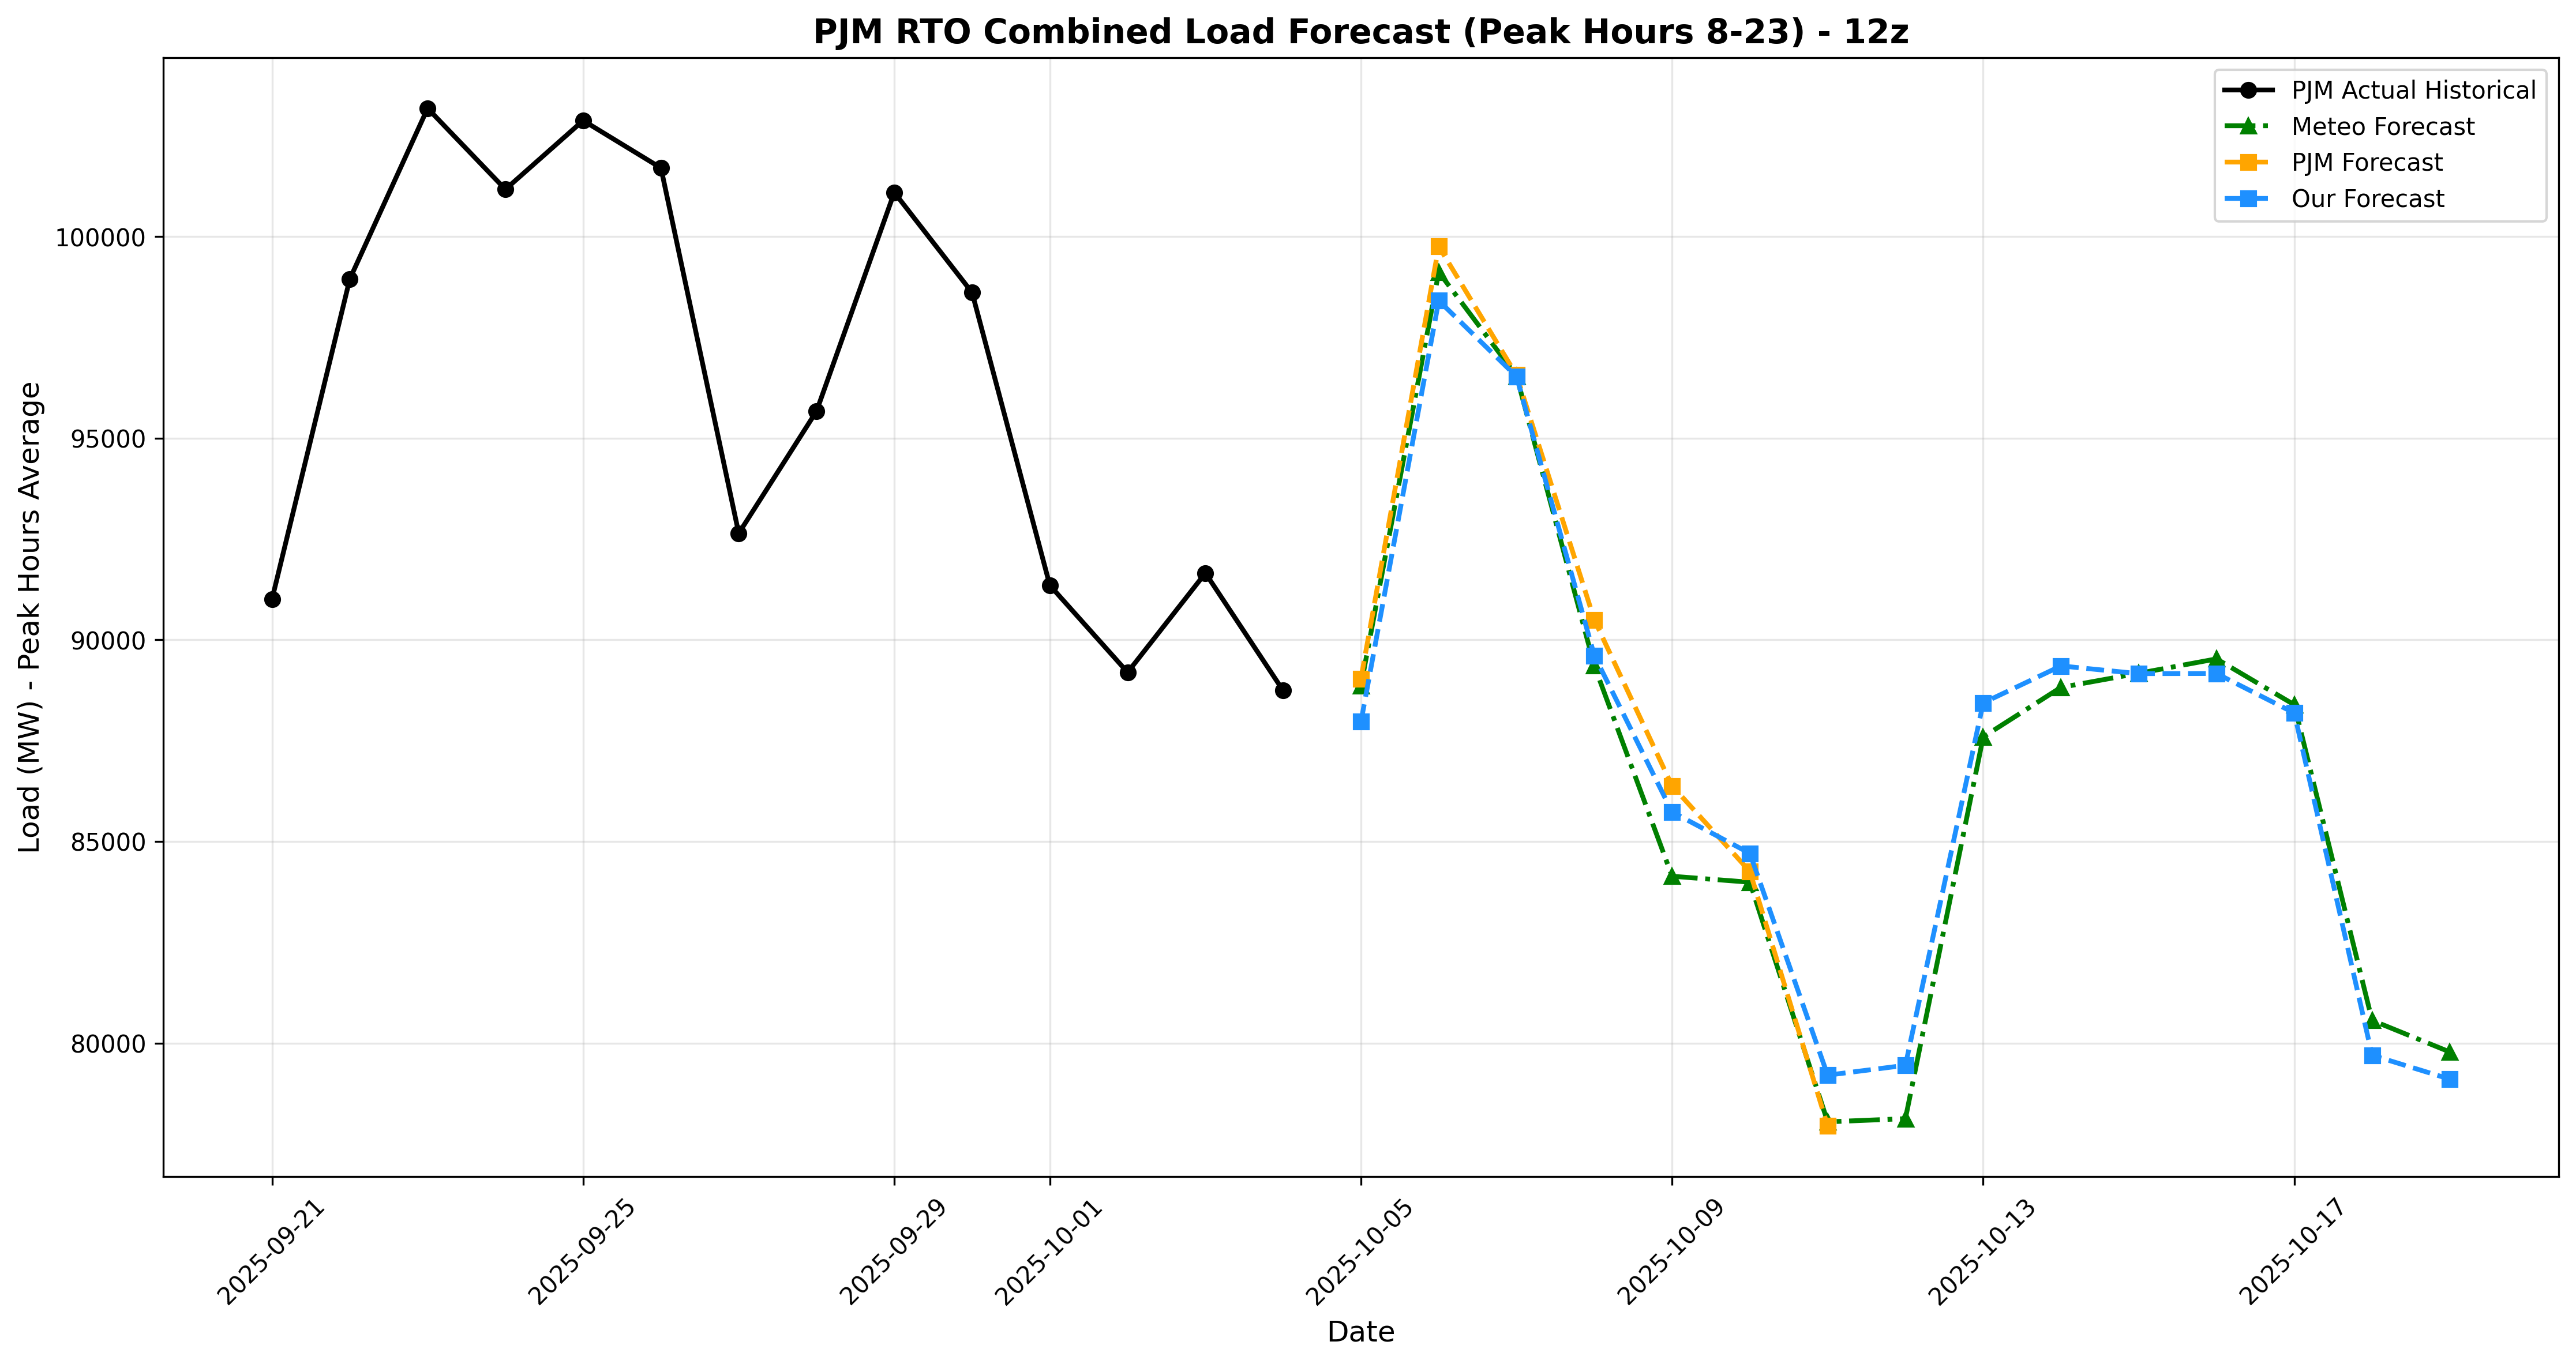 PJM RTO Combined Load Forecast (Peak Hours 8-23) - 12z
PJM Actual Historical
Meteo Forecast
PJM Forecast
Our Forecast
Load (MW) - Peak Hours Average
100000
95000
90000
85000
80000
2025-09-21
2025-09-25
2025-09-29
2025-10-01
2025-10-05
2025-10-09
2025-10-13
2025-10-17
Date